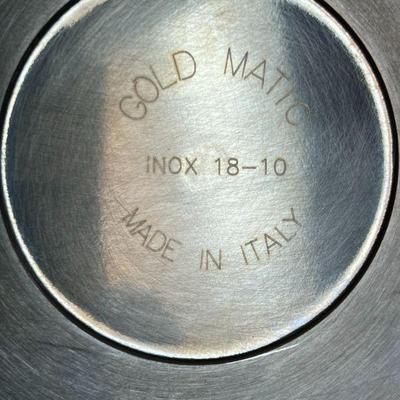 GOLD MATIC
INOX 18-10
MADE IN ITALY